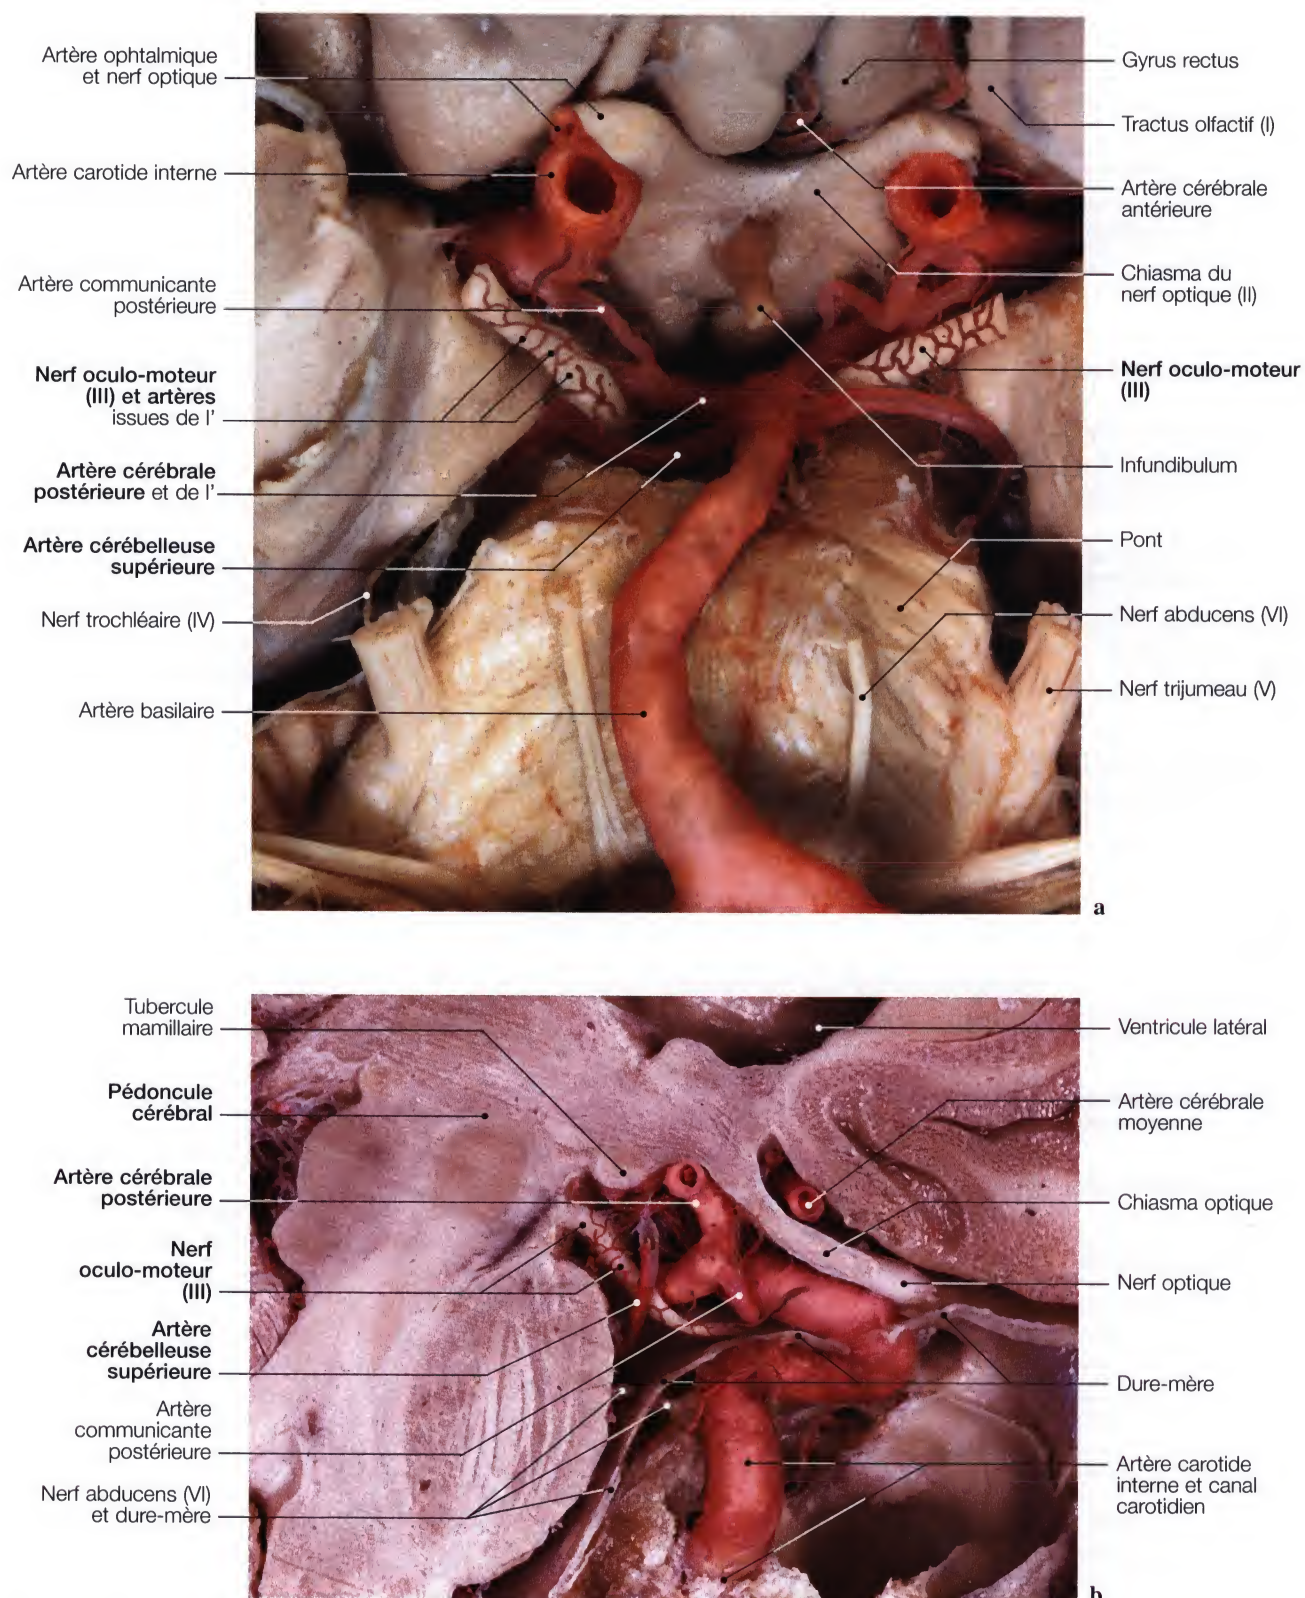 Artère ophtalmique
et nerf optique
Artère carotide interne
Artère communicante
postérieure
Nerf oculo-moteur
(III) et artères
issues de l'
Artère cérébrale
postérieure et de l'
Artère cérébelleuse
supérieure
Nerf trochléaire (IV)
Artère basilaire
Gyrus rectus
Tractus olfactif (I)
Artère cérébrale
antérieure
Chiasma du
nerf optique (II)
Nerf oculo-moteur
(III)
Infundibulum
Pont
Nerf abducens (VI)
Nerf trijumeau (V)
a
Tubercule
mamillaire
Pédoncule
cérébral
Artère cérébrale
postérieure
Nerf
oculo-moteur
(III)
Artère
cérébelleuse
supérieure
Artère
communicante
postérieure
Nerf abducens (VI)
et dure-mère
Ventricule latéral
Artère cérébrale
moyenne
Chiasma optique
Nerf optique
Dure-mère
Artère carotide
interne et canal
carotidien
b